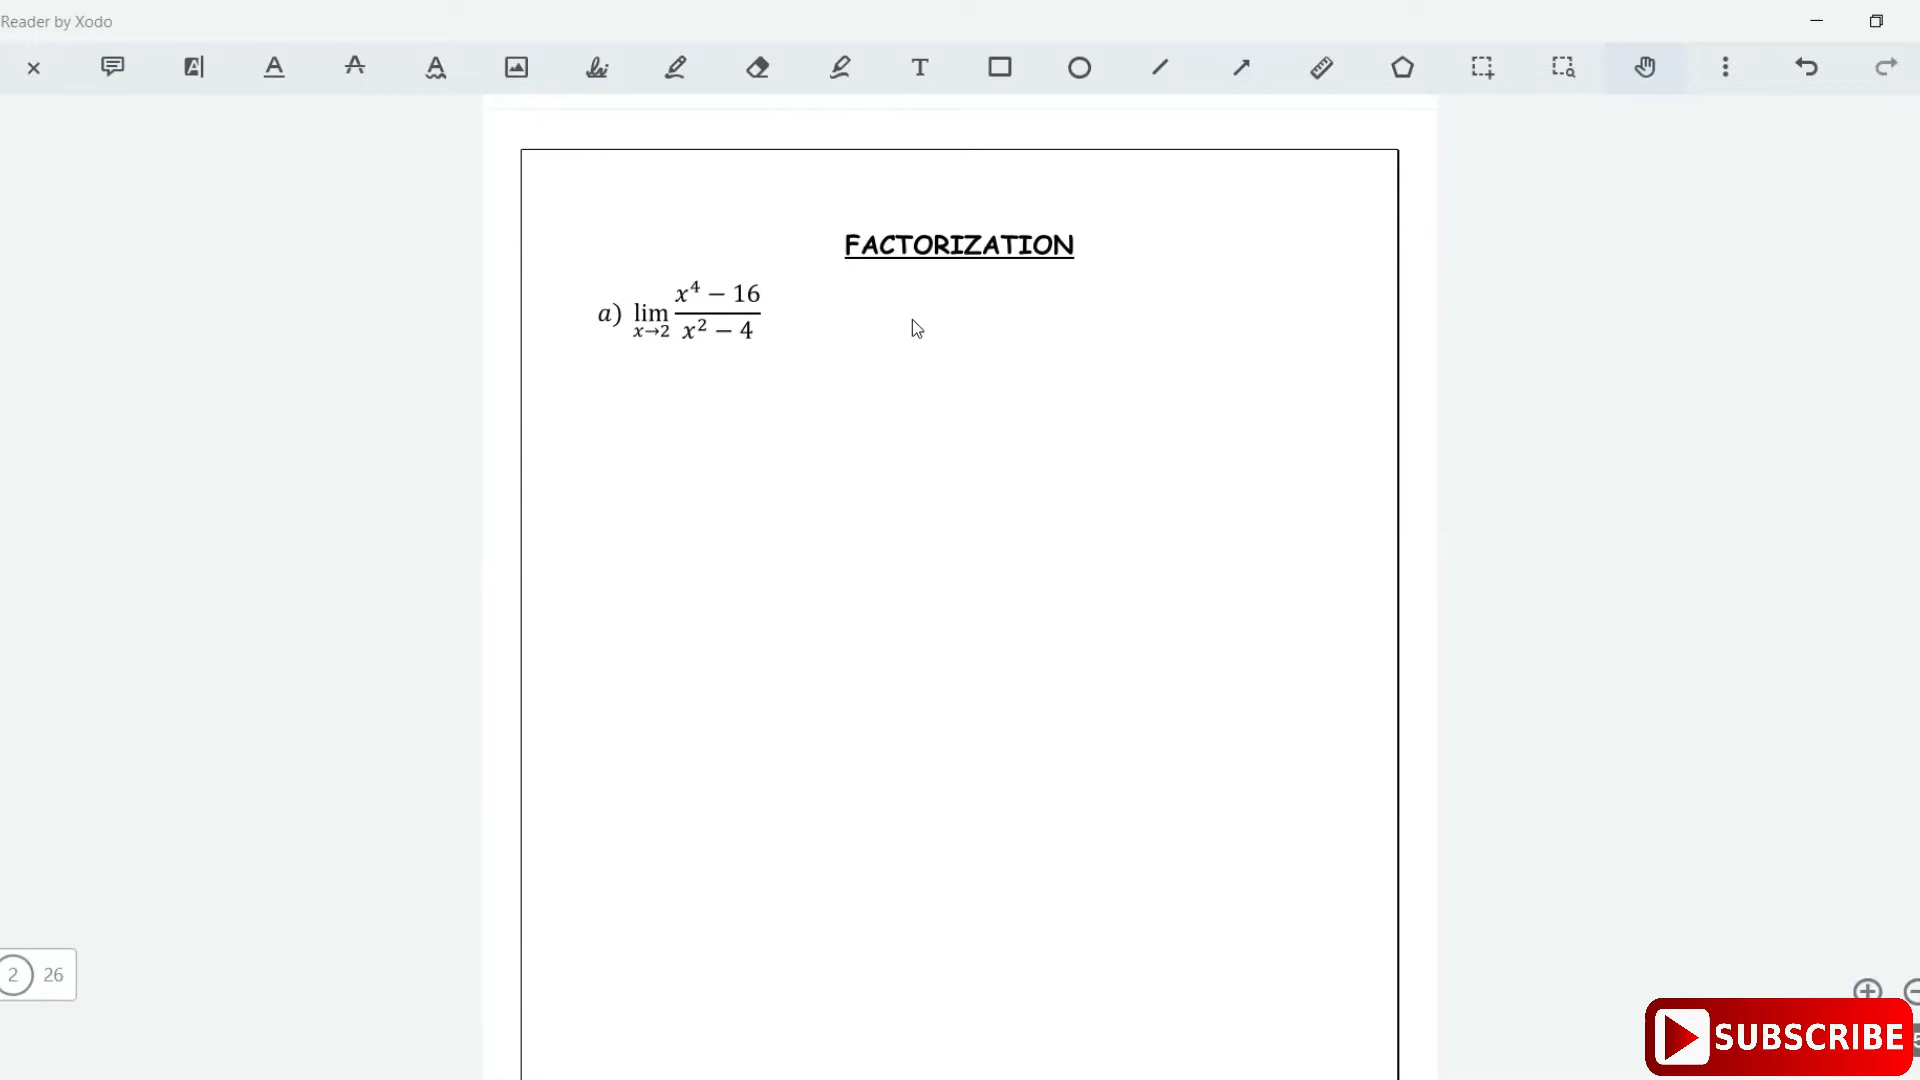 Reader by Xodo
FACTORIZATION
a) lim x→2 x⁴ − 16 / x² − 4
2 26
SUBSCRIBE